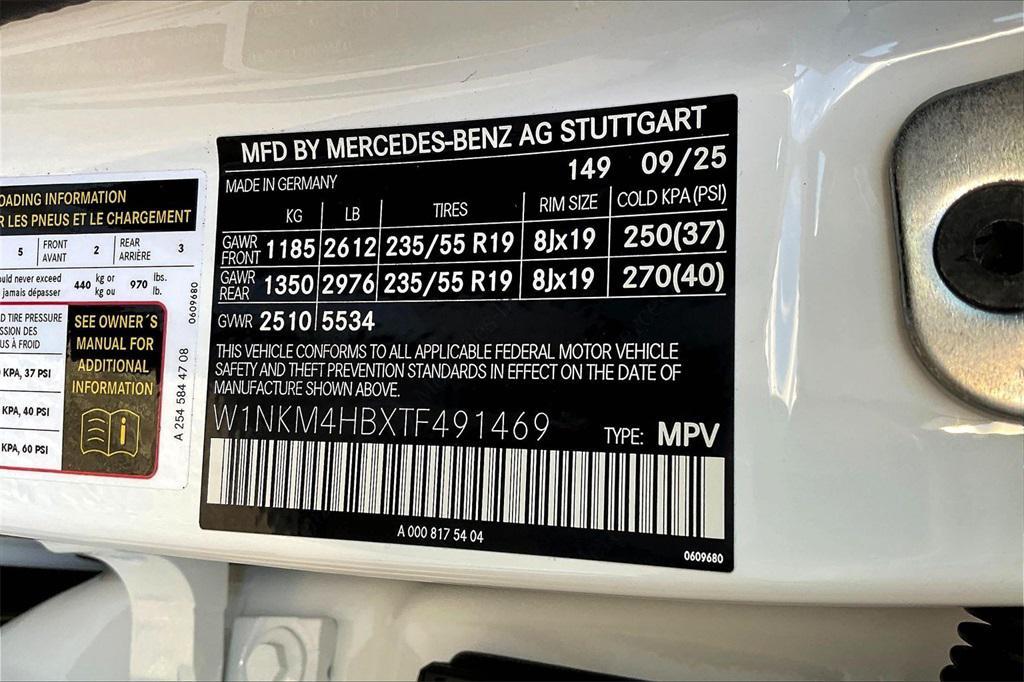 MFD BY MERCEDES-BENZ AG STUTTGART
149 09/25
MADE IN GERMANY
KG LB TIRES RIM SIZE COLD KPA (PSI)
GAWR FRONT 1185 2612 235/55 R19 8Jx19 250(37)
GAWR REAR 1350 2976 235/55 R19 8Jx19 270(40)
GVWR 2510 5534
THIS VEHICLE CONFORMS TO ALL APPLICABLE FEDERAL MOTOR VEHICLE
SAFETY AND THEFT PREVENTION STANDARDS IN EFFECT ON THE DATE OF
MANUFACTURE SHOWN ABOVE.
W1NKM4HBXTF491469 TYPE: MPV
A 000 817 54 04
0609680
LOADING INFORMATION
LES PNEUS ET LE CHARGEMENT
5 FRONT AVANT 2 REAR ARRIÈRE 3
never exceed 440 kg or 970 lbs.
jamais dépasser kg ou lb.
TIRE PRESSURE
DES
À FROID
KPA, 37 PSI
KPA, 40 PSI
KPA, 60 PSI
SEE OWNER´S
MANUAL FOR
ADDITIONAL
INFORMATION
i
A 254 584 47 08
0609680